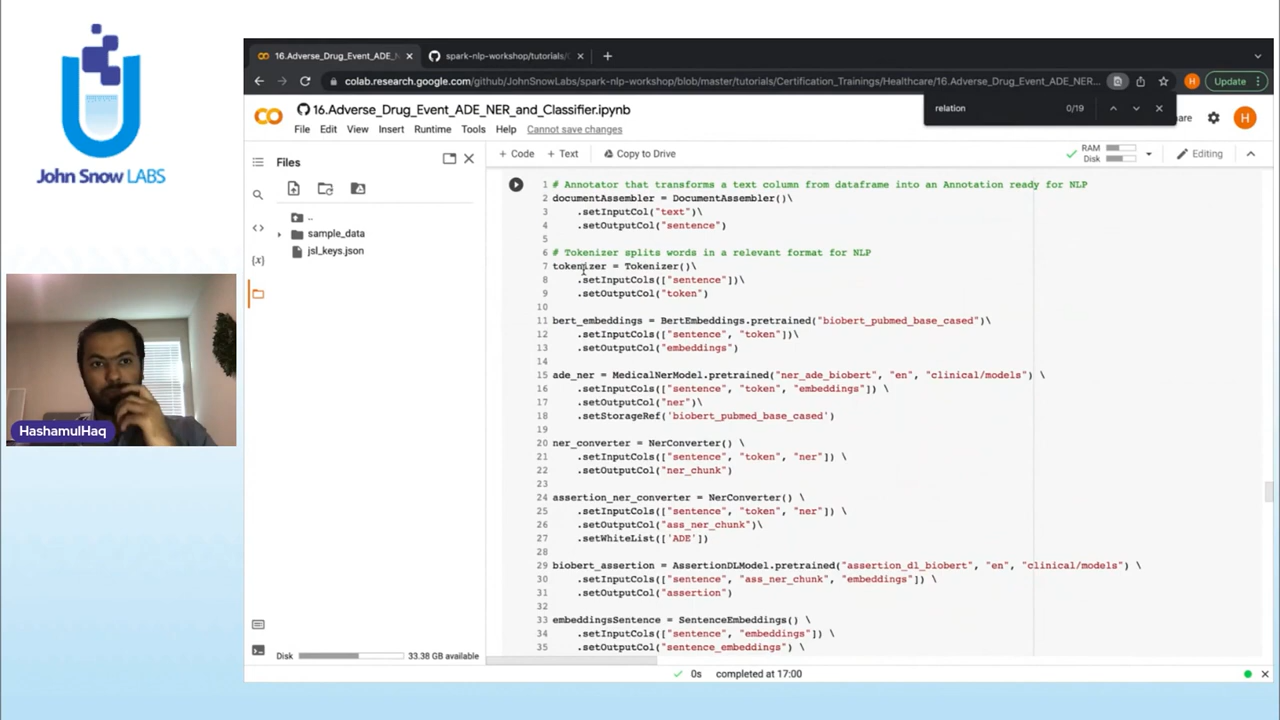 John Snow LABS
HashamulHaq
16.Adverse_Drug_Event_ADE_N
spark-nlp-workshop/tutorials/
colab.research.google.com/github/JohnSnowLabs/spark-nlp-workshop/blob/master/tutorials/Certification_Trainings/Healthcare/16.Adverse_Drug_Event_ADE_NER...
Update
relation 0/19
16.Adverse_Drug_Event_ADE_NER_and_Classifier.ipynb
are
H
File Edit View Insert Runtime Tools Help Cannot save changes
Files
+ Code + Text Copy to Drive
RAM
Disk
Editing
..
sample_data
jsl_keys.json
1 # Annotator that transforms a text column from dataframe into an Annotation ready for NLP
2 documentAssembler = DocumentAssembler()\
3 .setInputCol("text")\
4 .setOutputCol("sentence")
5
6 # Tokenizer splits words in a relevant format for NLP
7 tokenizer = Tokenizer()\
8 .setInputCols(["sentence"])\
9 .setOutputCol("token")
10
11 bert_embeddings = BertEmbeddings.pretrained("biobert_pubmed_base_cased")\
12 .setInputCols(["sentence", "token"])\
13 .setOutputCol("embeddings")
14
15 ade_ner = MedicalNerModel.pretrained("ner_ade_biobert", "en", "clinical/models") \
16 .setInputCols(["sentence", "token", "embeddings"]) \
17 .setOutputCol("ner")\
18 .setStorageRef('biobert_pubmed_base_cased')
19
20 ner_converter = NerConverter() \
21 .setInputCols(["sentence", "token", "ner"]) \
22 .setOutputCol("ner_chunk")
23
24 assertion_ner_converter = NerConverter() \
25 .setInputCols(["sentence", "token", "ner"]) \
26 .setOutputCol("ass_ner_chunk")\
27 .setWhiteList(['ADE'])
28
29 biobert_assertion = AssertionDLModel.pretrained("assertion_dl_biobert", "en", "clinical/models") \
30 .setInputCols(["sentence", "ass_ner_chunk", "embeddings"]) \
31 .setOutputCol("assertion")
32
33 embeddingsSentence = SentenceEmbeddings() \
34 .setInputCols(["sentence", "embeddings"]) \
35 .setOutputCol("sentence_embeddings") \
Disk 33.38 GB available
0s completed at 17:00